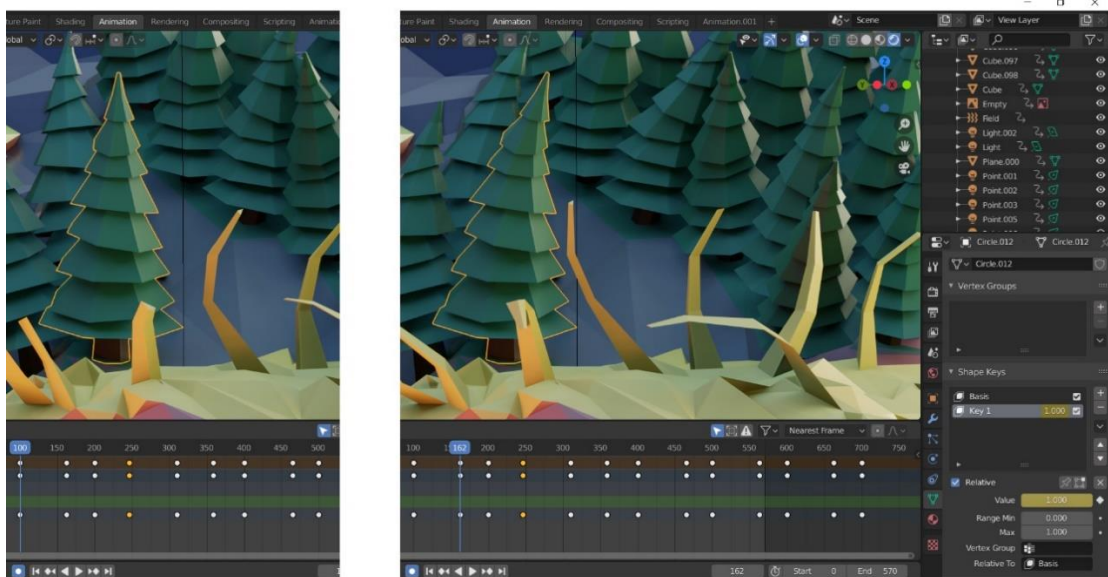 ture Paint Shading Animation Rendering Compositing Scripting Animati
obal
100 150 200 250 300 350 400 450 500
ure Paint Shading Animation Rendering Compositing Scripting Animation.001 +
Scene View Layer
obal
Z
Y
X
Cube.097
Cube.098
Cube
Empty
Field
Light.002
Light
Plane.000
Point.001
Point.002
Point.003
Point.005
Circle.012 Circle.012
Circle.012
Vertex Groups
Shape Keys
Basis
Key 1 1.000
Relative
Value 1.000
Range Min 0.000
Max 1.000
Vertex Group
Relative To Basis
Nearest Frame
100 162 200 250 300 350 400 450 500 550 600 650 700 750
162 Start 0 End 570